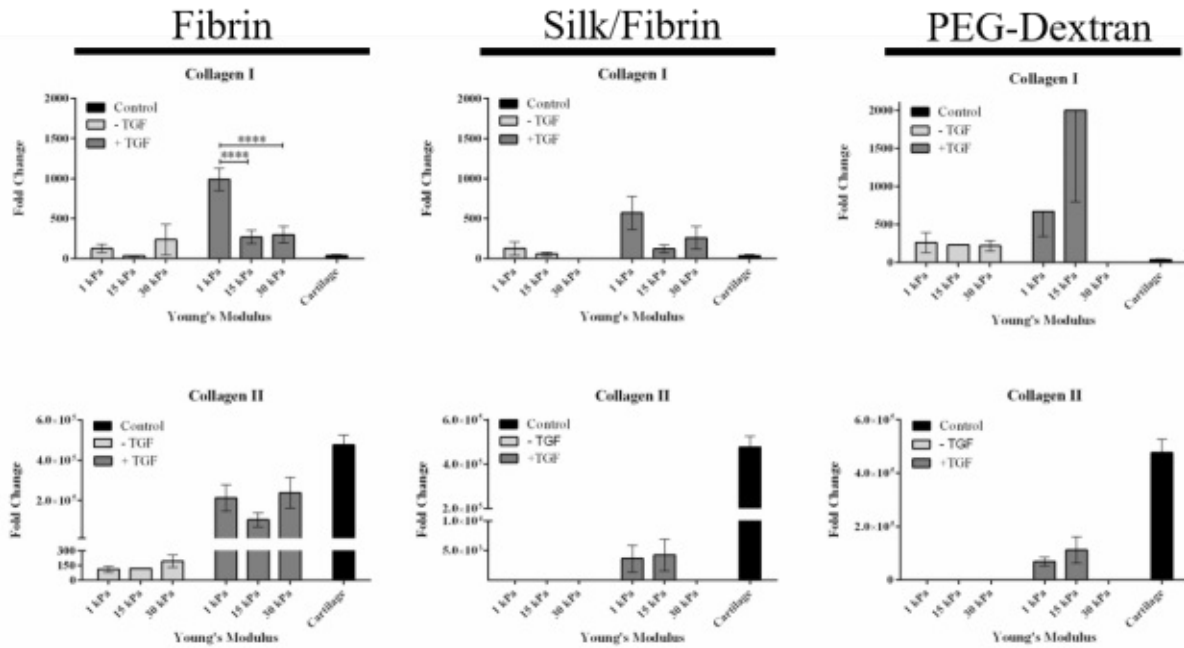 Fibrin
Silk/Fibrin
PEG-Dextran
Collagen I
2000
1500
1000
500
0
Fold Change
Control
- TGF
+ TGF
****
****
1 kPa
15 kPa
30 kPa
1 kPa
15 kPa
30 kPa
Cartilage
Young's Modulus
Collagen I
2000
1500
1000
500
0
Fold Change
Control
- TGF
+TGF
1 kPa
15 kPa
30 kPa
1 kPa
15 kPa
30 kPa
Cartilage
Young's Modulus
Collagen I
2000
1500
1000
500
0
Fold Change
Control
- TGF
+TGF
1 kPa
15 kPa
30 kPa
1 kPa
15 kPa
30 kPa
Cartilage
Young's Modulus
Collagen II
300
150
0
Fold Change
Control
- TGF
+ TGF
1 kPa
15 kPa
30 kPa
1 kPa
15 kPa
30 kPa
Cartilage
Young's Modulus
Collagen II
0
Fold Change
Control
- TGF
+TGF
1 kPa
15 kPa
30 kPa
1 kPa
15 kPa
30 kPa
Cartilage
Young's Modulus
Collagen II
0
Fold Change
Control
- TGF
+TGF
1 kPa
15 kPa
30 kPa
1 kPa
15 kPa
30 kPa
Cartilage
Young's Modulus